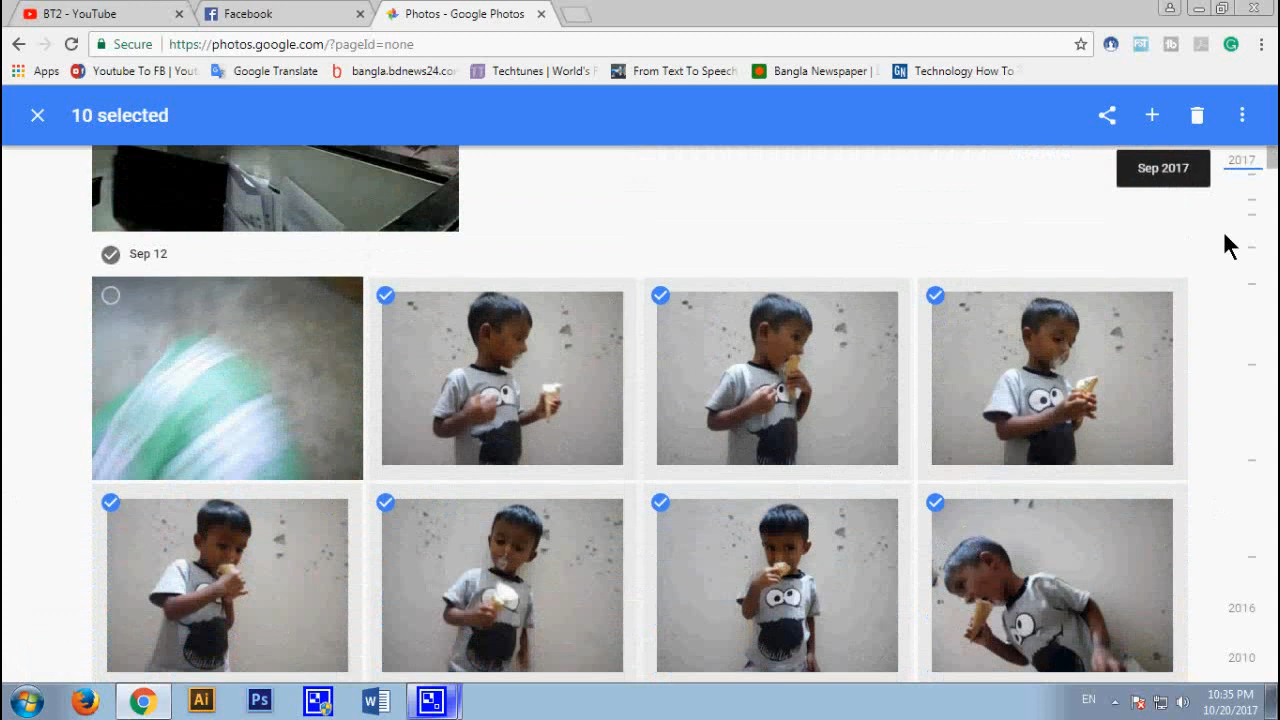 BT2 - YouTube
Facebook
Photos - Google Photos
Secure
https://photos.google.com/?pageId=none
Apps
Youtube To FB | Yout
Google Translate
bangla.bdnews24.co
Techtunes | World's F
From Text To Speech
Bangla Newspaper |
Technology How To
10 selected
Sep 2017
2017
Sep 12
2016
2010
Ai
Ps
EN
10:35 PM
10/20/2017